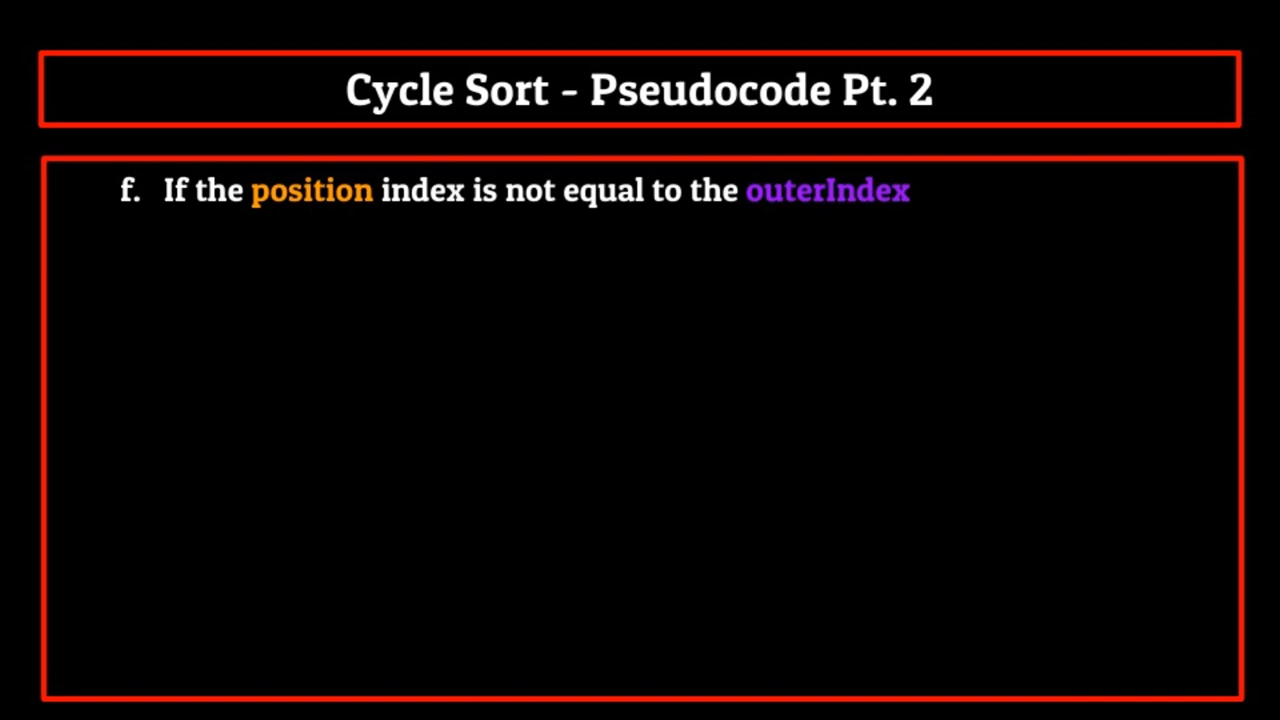 Cycle Sort - Pseudocode Pt. 2
f. If the position index is not equal to the outerIndex